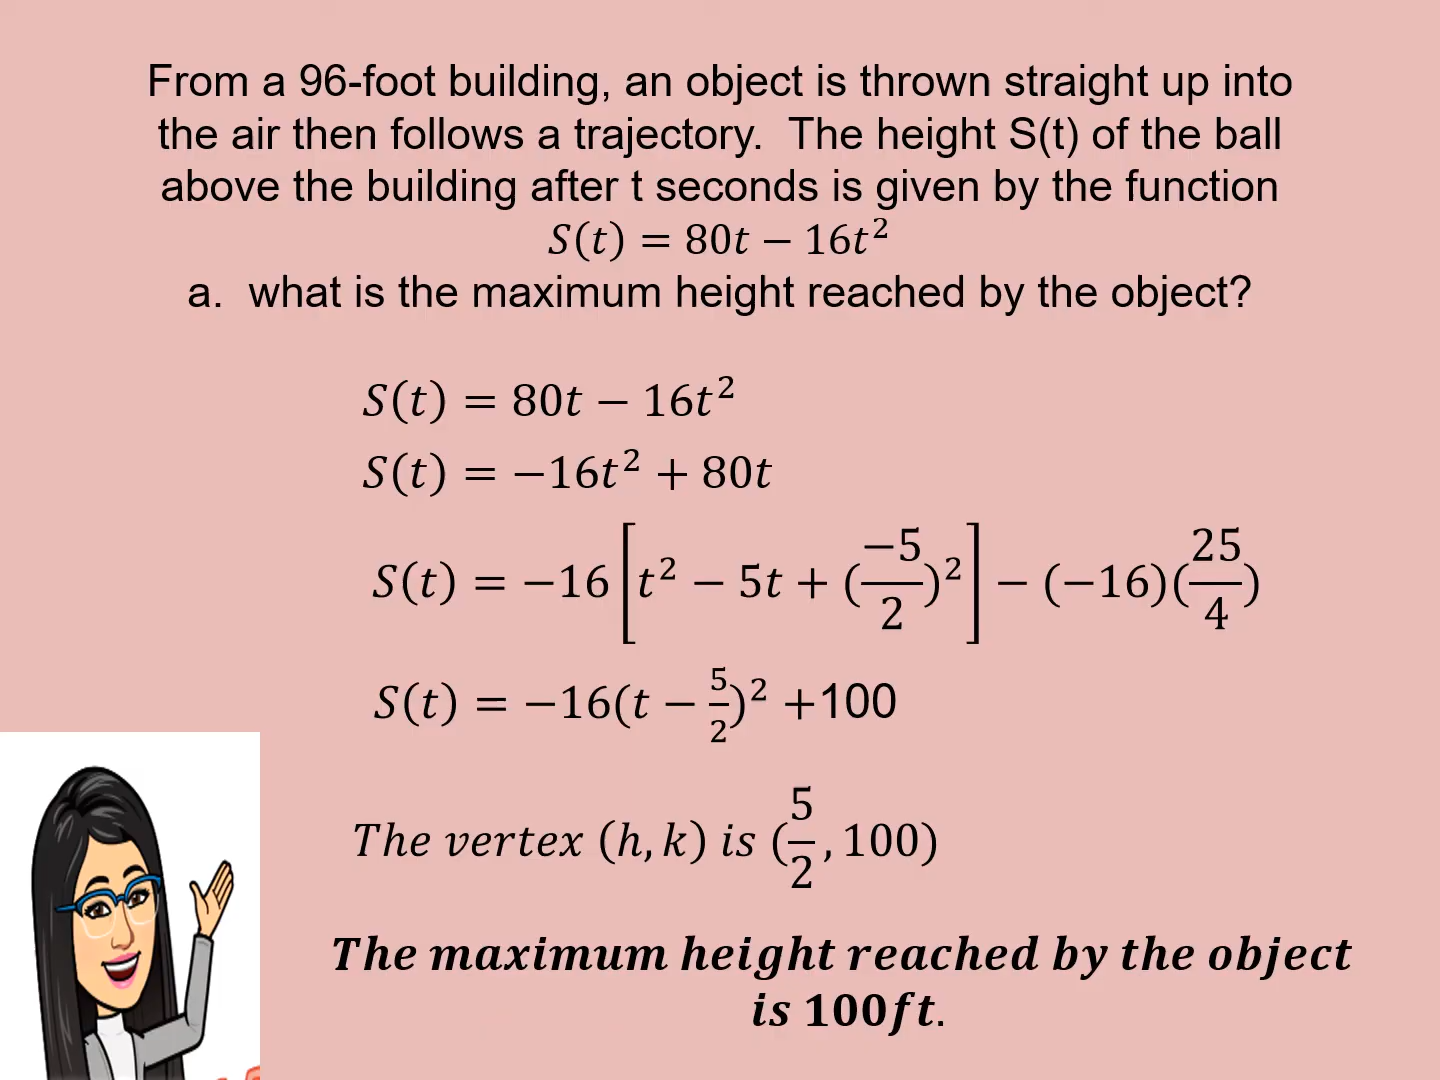 From a 96-foot building, an object is thrown straight up into
the air then follows a trajectory. The height S(t) of the ball
above the building after t seconds is given by the function
S(t) = 80t − 16t²
a. what is the maximum height reached by the object?
S(t) = 80t − 16t²
S(t) = −16t² + 80t
S(t) = −16[t² − 5t + (−5/2)²] − (−16)(25/4)
S(t) = −16(t − 5/2)² +100
The vertex (h, k) is (5/2, 100)
The maximum height reached by the object
is 100ft.